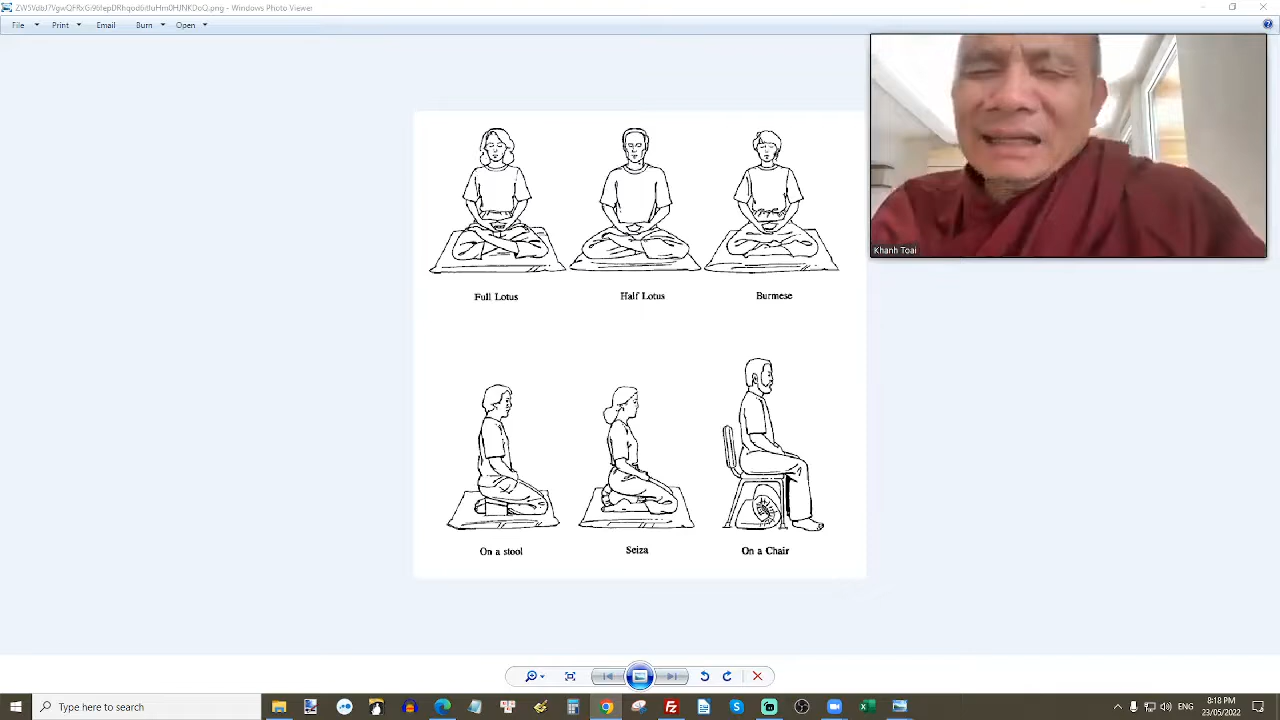 File Print Email Burn Open
Khanh Toai
Full Lotus Half Lotus Burmese
On a stool Seiza On a Chair
Type here to search
ENG
8:18 PM
23/05/2022